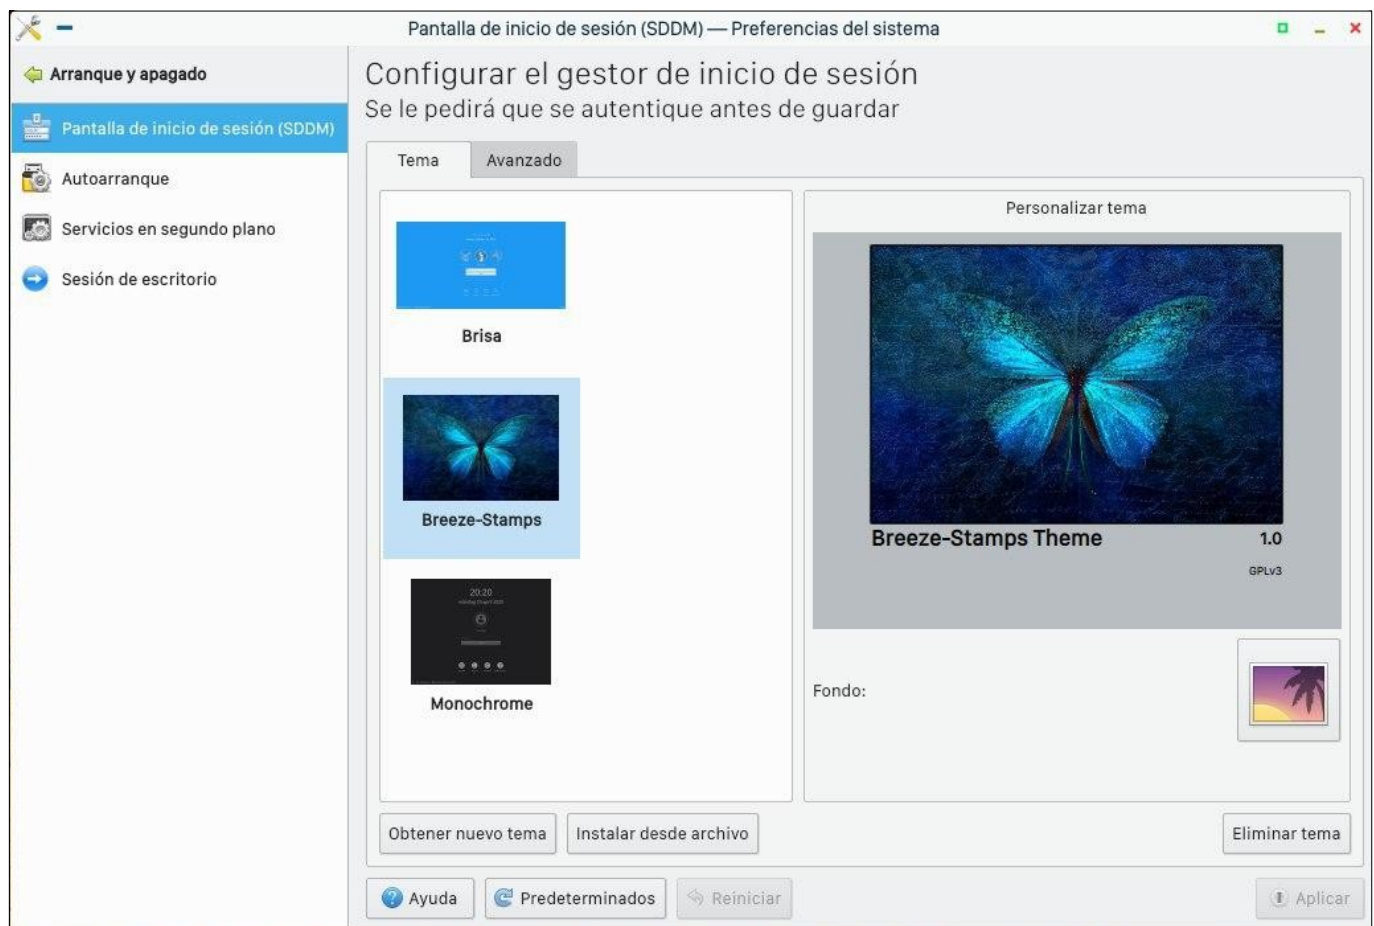 Pantalla de inicio de sesión (SDDM) — Preferencias del sistema
Arranque y apagado
Pantalla de inicio de sesión (SDDM)
Autoarranque
Servicios en segundo plano
Sesión de escritorio
Configurar el gestor de inicio de sesión
Se le pedirá que se autentique antes de guardar
Tema
Avanzado
Brisa
Breeze-Stamps
20:20
Monochrome
Personalizar tema
Breeze-Stamps Theme
1.0
GPLv3
Fondo:
Obtener nuevo tema
Instalar desde archivo
Eliminar tema
Ayuda
Predeterminados
Reiniciar
Aplicar